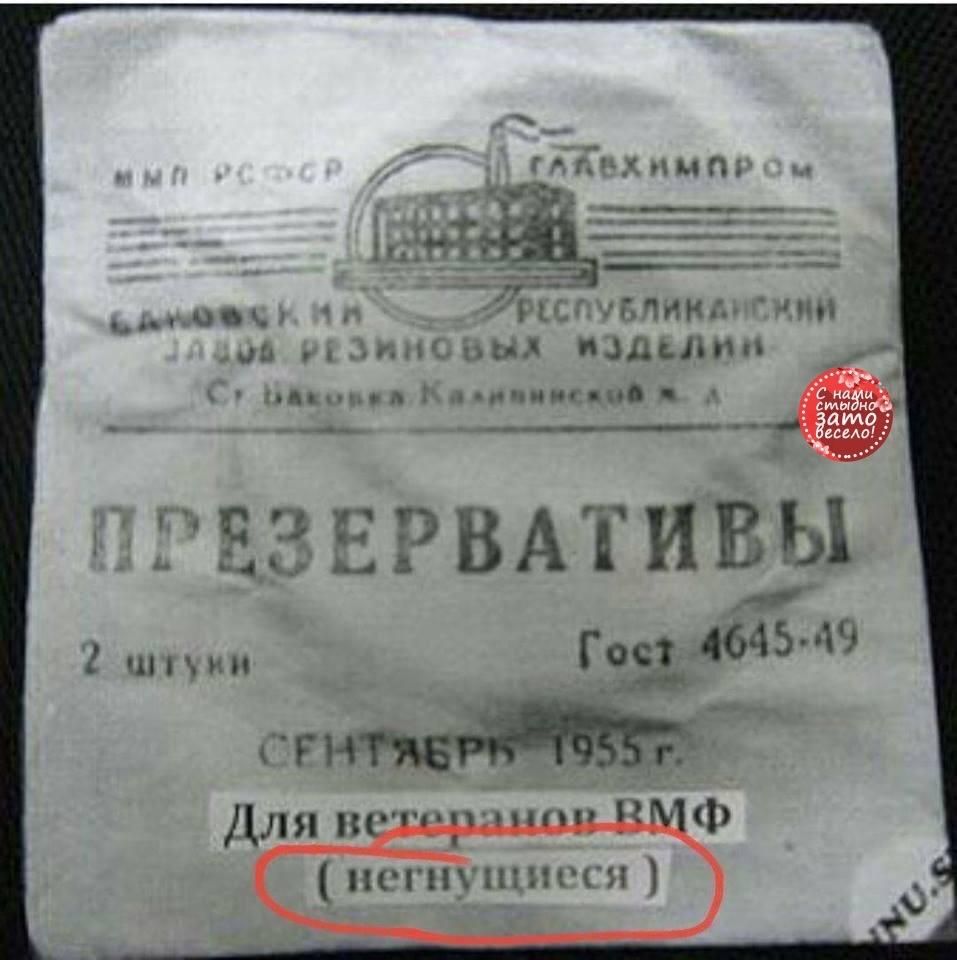 МЫП РСФСР ГЛАВХИМПРОМ
БАКОВСКИЙ РЕСПУБЛИКАНСКИЙ
ЗАВОД РЕЗИНОВЫХ ИЗДЕЛИЙ
Ст Баковка Калининской ж. д
С нами
стыдно
зато
весело!
ПРЕЗЕРВАТИВЫ
2 штуки Гост 4645-49
СЕНТЯБРЬ 1955 г.
Для ветеранов ВМФ
( негнущиеся )